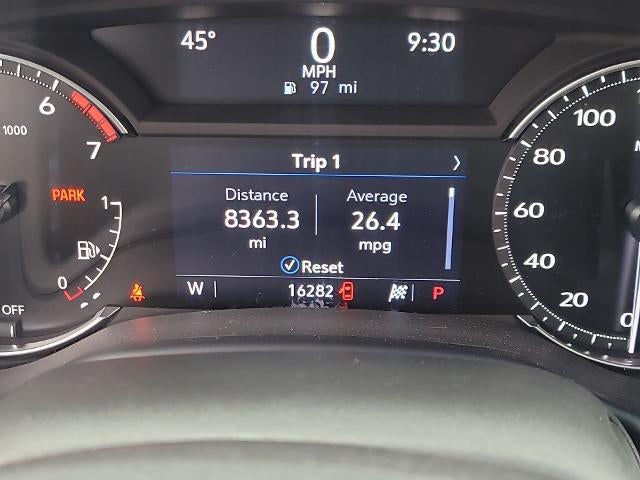 45° 0 9:30
MPH
97 mi
6
1000
7
PARK
1
0
OFF
Trip 1
Distance Average
8363.3 26.4
mi mpg
Reset
W 16282 P
100
80
60
40
20
0
M